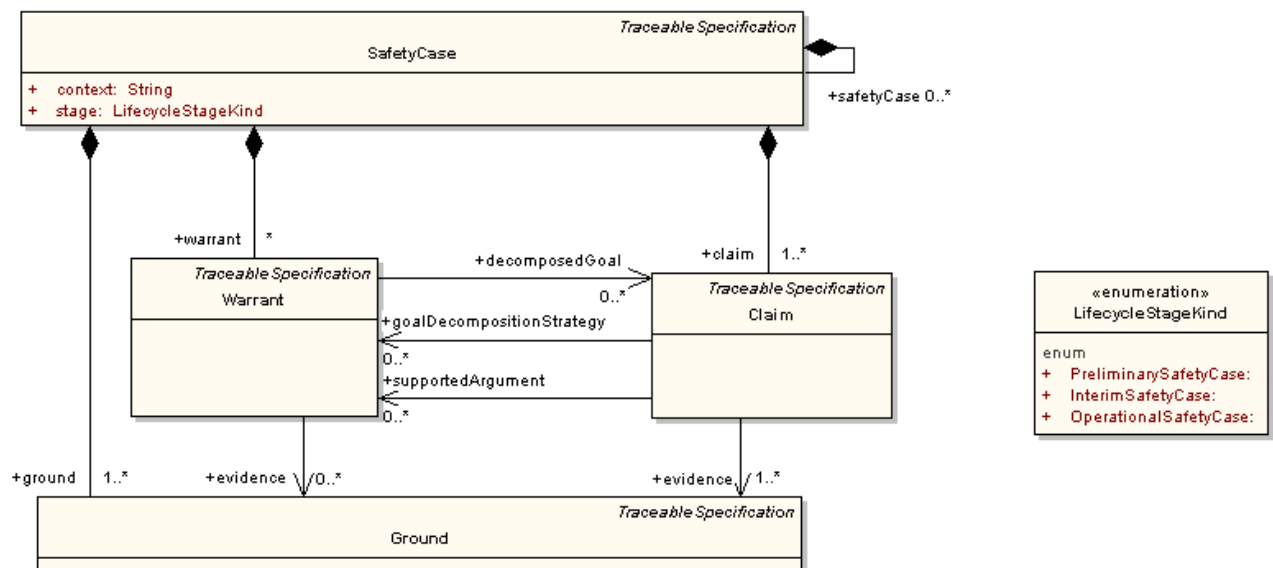 TraceableSpecification
SafetyCase
+ context: String
+ stage: LifecycleStageKind
+safetyCase 0..*
+warrant *
+claim 1..*
TraceableSpecification
Warrant
+decomposedGoal
0..*
TraceableSpecification
Claim
+goalDecompositionStrategy
0..*
+supportedArgument
0..*
«enumeration»
LifecycleStageKind
enum
+ PreliminarySafetyCase:
+ InterimSafetyCase:
+ OperationalSafetyCase:
+ground 1..*
+evidence 0..*
+evidence 1..*
TraceableSpecification
Ground